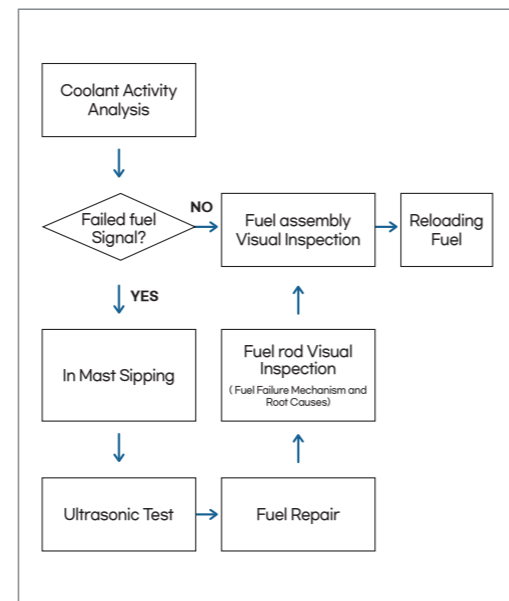 Coolant Activity
Analysis
Failed fuel
Signal?
NO
Fuel assembly
Visual Inspection
Reloading
Fuel
YES
In Mast Sipping
Fuel rod Visual
Inspection
( Fuel Failure Mechanism and
Root Causes)
Ultrasonic Test
Fuel Repair